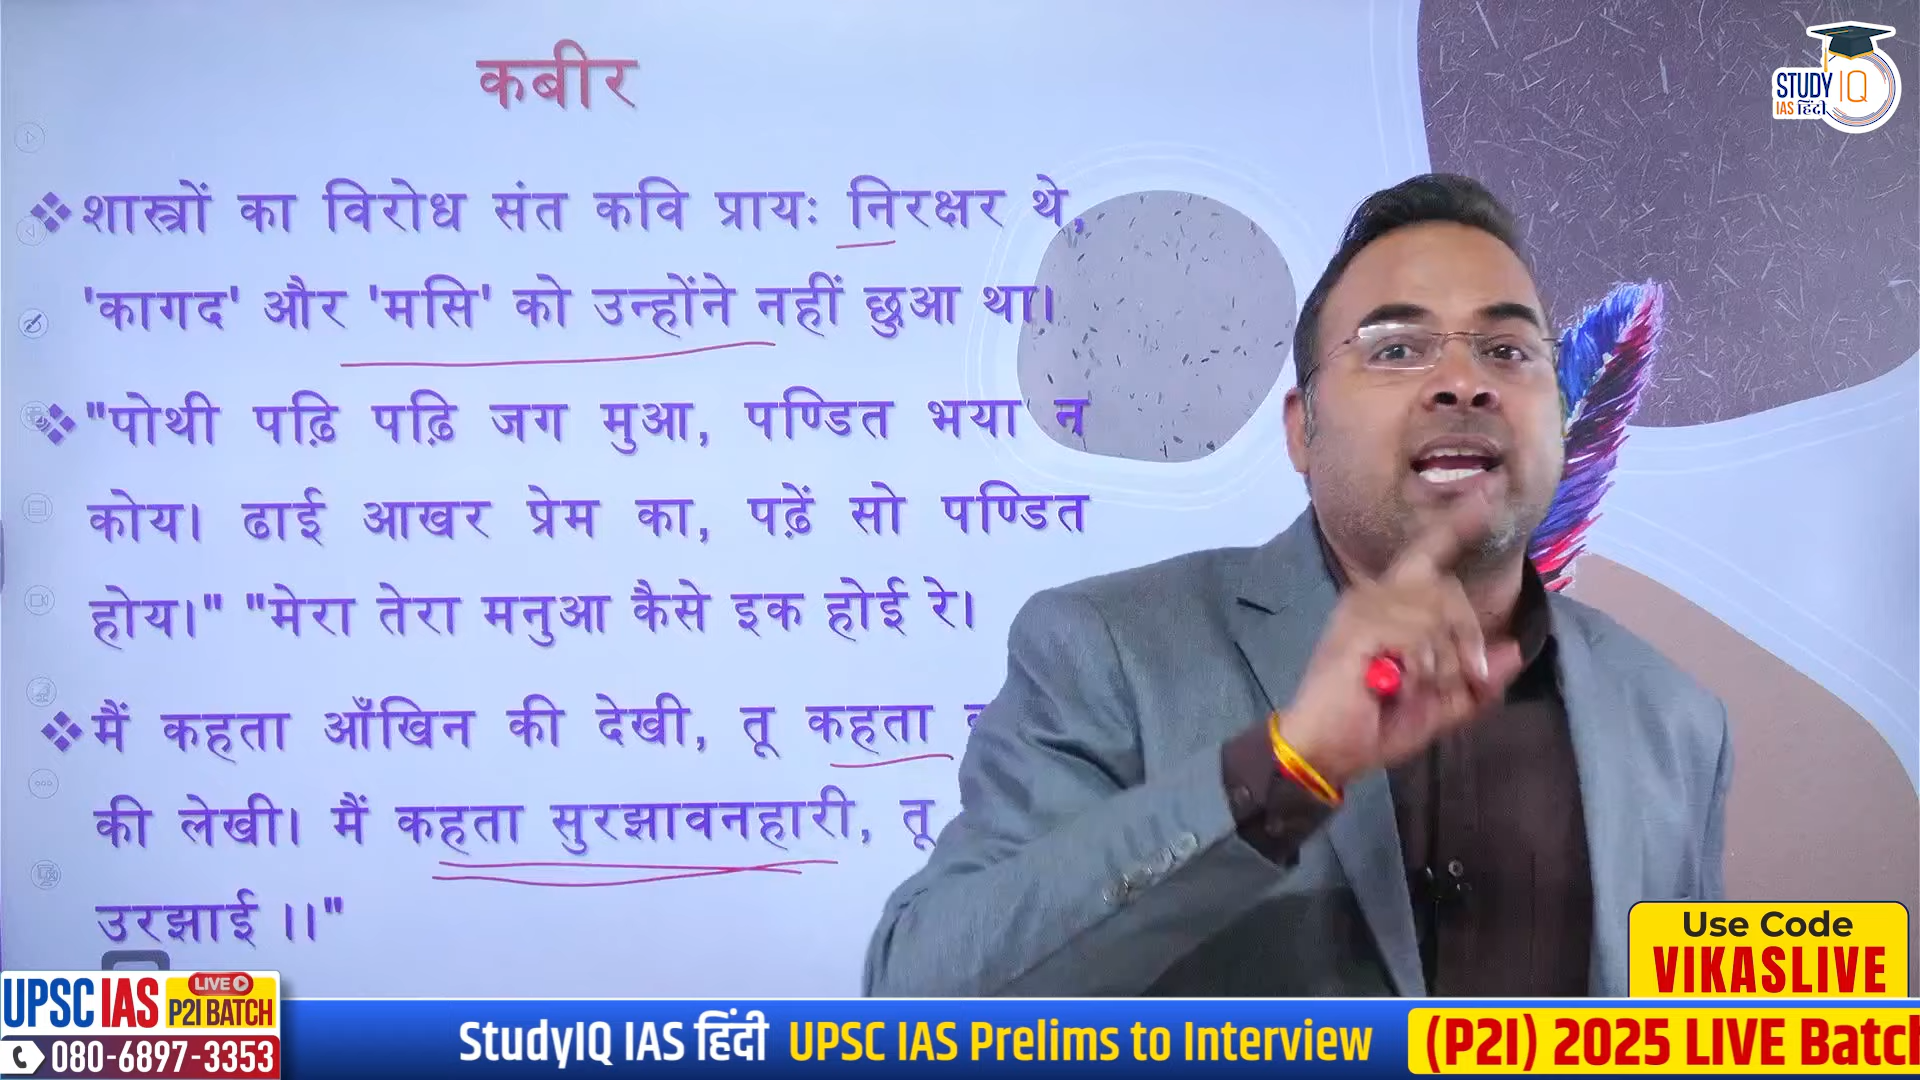 कबीर
❖ शास्त्रों का विरोध संत कवि प्रायः निरक्षर थे,
'कागद' और 'मसि' को उन्होंने नहीं छुआ था।
❖ "पोथी पढ़ि पढ़ि जग मुआ, पण्डित भया न
कोय। ढाई आखर प्रेम का, पढ़ें सो पण्डित
होय।" "मेरा तेरा मनुआ कैसे इक होई रे।
❖ मैं कहता आँखिन की देखी, तू कहता
की लेखी। मैं कहता सुरझावनहारी, तू
उरझाई ।।"
STUDY IQ
IAS हिंदी
Use Code
VIKASLIVE
UPSC IAS
LIVE
P2I BATCH
080-6897-3353
StudyIQ IAS हिंदी UPSC IAS Prelims to Interview (P2I) 2025 LIVE Batch